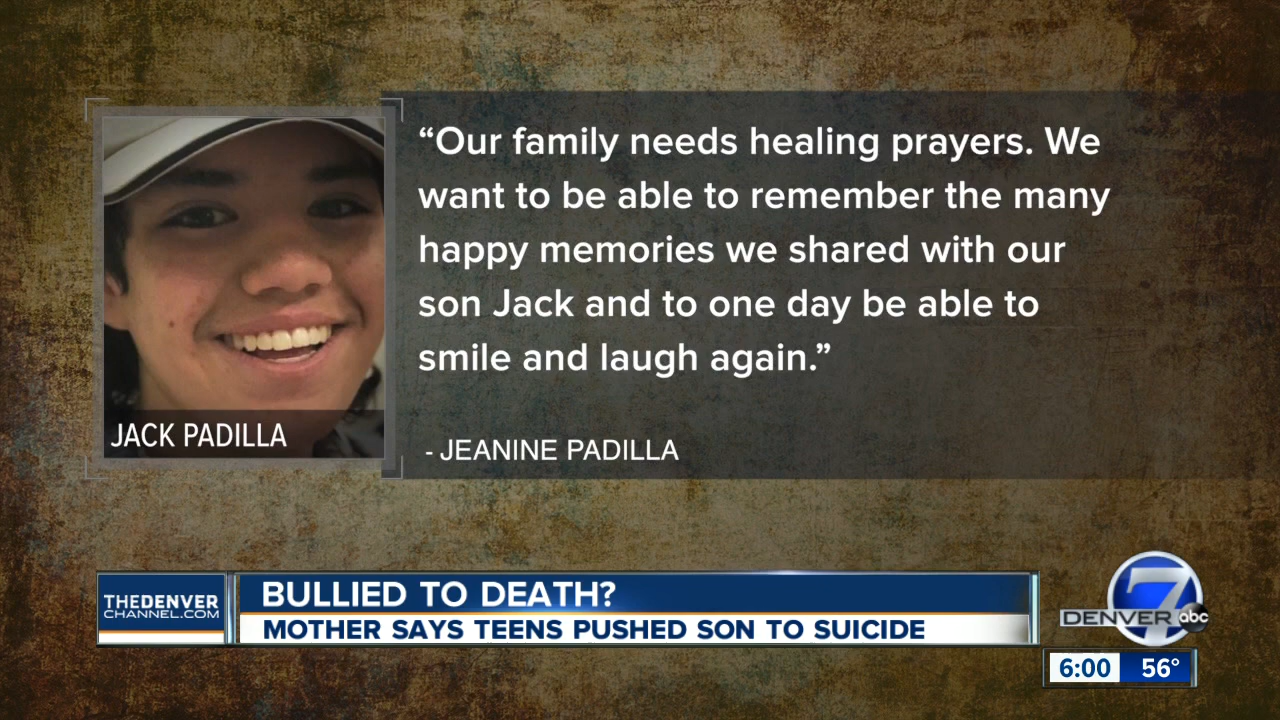 “Our family needs healing prayers. We
want to be able to remember the many
happy memories we shared with our
son Jack and to one day be able to
smile and laugh again.”
- JEANINE PADILLA
JACK PADILLA
THEDENVER
CHANNEL.COM
BULLIED TO DEATH?
MOTHER SAYS TEENS PUSHED SON TO SUICIDE
7
DENVER abc
6:00 56°